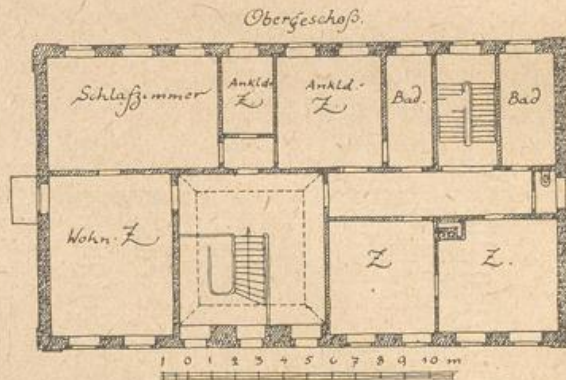 Obergeschoß.
Schlafzimmer
Ankld.
Z
Ankld.-
Z
Bad.
Bad
Wohn-Z
Z
Z.
1 0 1 2 3 4 5 6 7 8 9 10 m